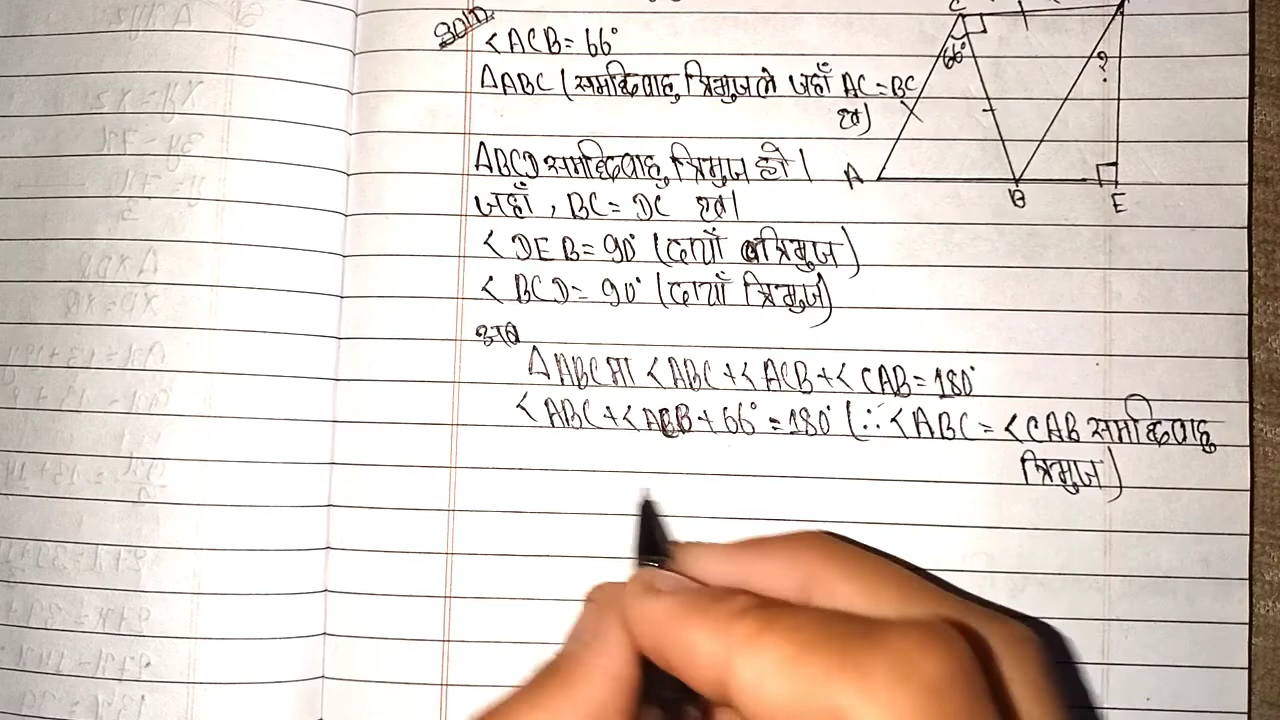 Soln
<ACB = 66°
△ABC (समद्धिवाहु त्रिभुजले जहाँ AC = BC
छ।)
ABCD समद्धिवाहु त्रिभुज हो।
जहाँ, BC = DC छ।
<DEB = 90° (दायाँ त्रिभुज)
<BCD = 90° (दायाँ त्रिभुज)
अब
△ABC मा <ABC + <ACB + <CAB = 180°
<ABC + <ABB + 66° = 180° (∵ <ABC = <CAB समद्धिवाहु
त्रिभुज)
C
66°
?
A
B
E